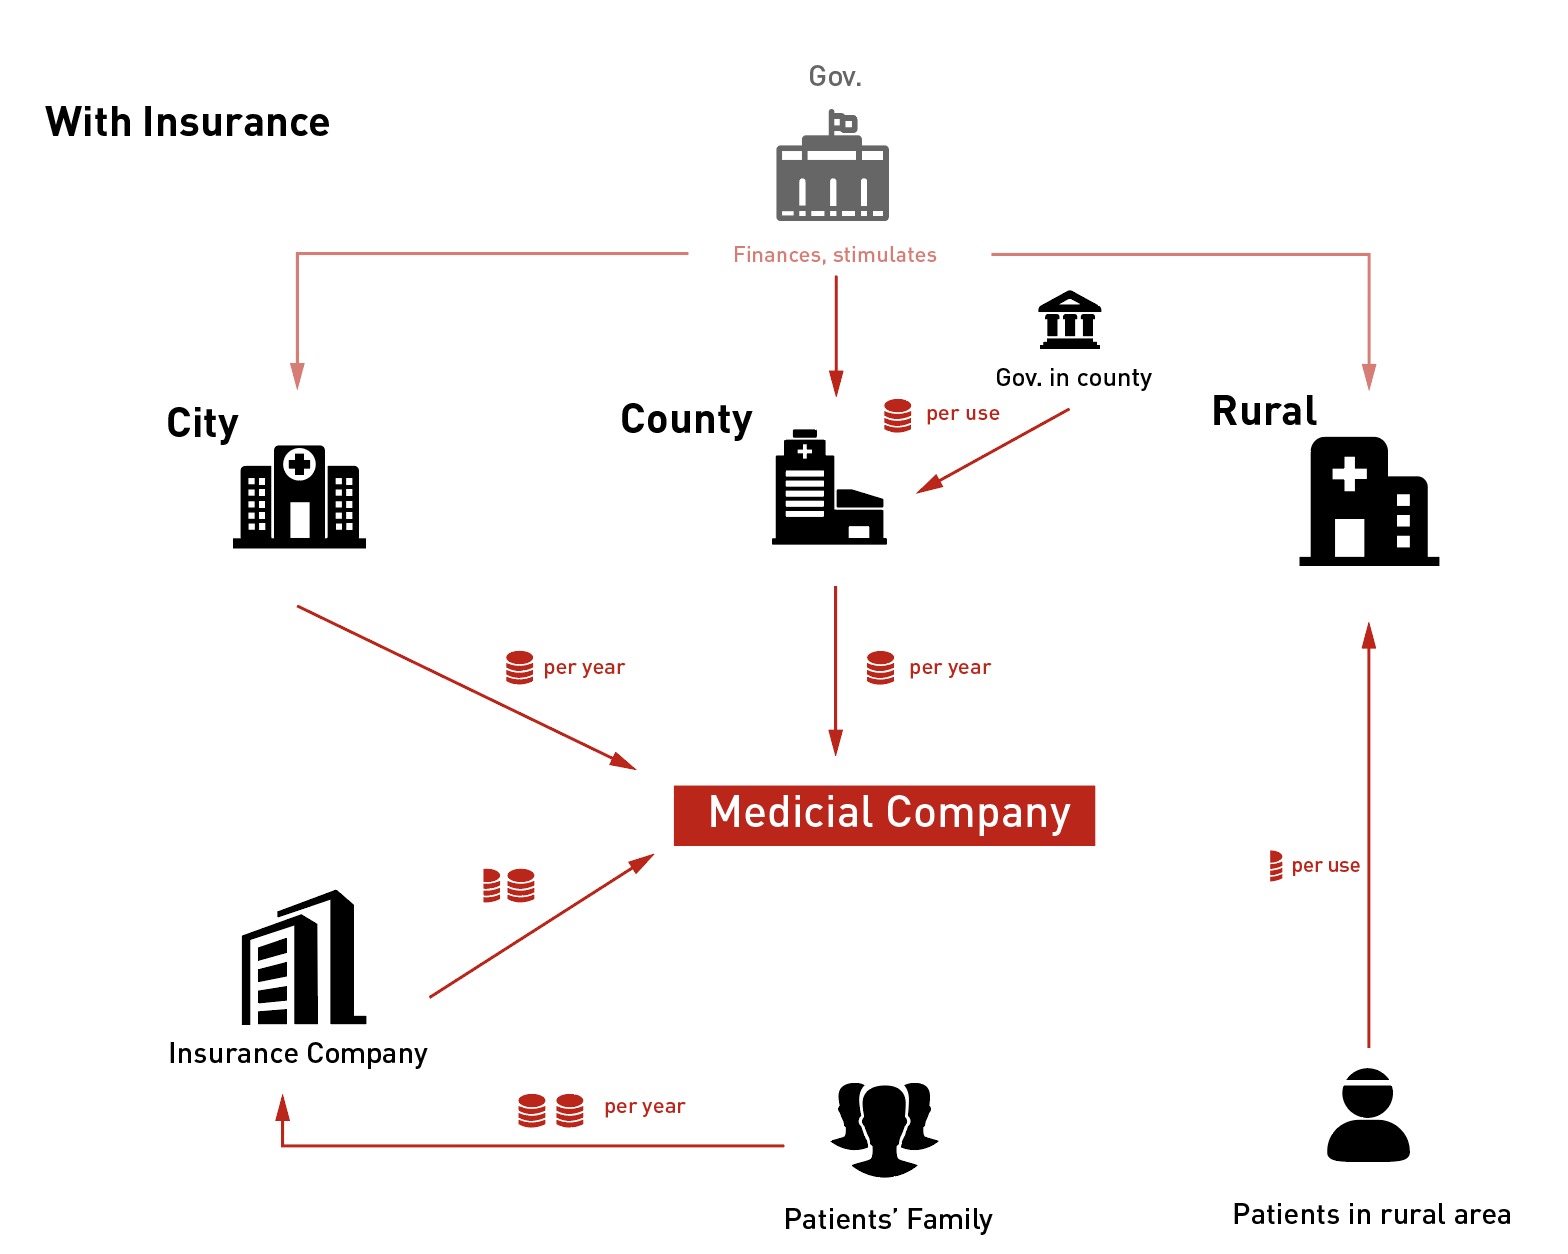 Gov.
With Insurance
Finances, stimulates
Gov. in county
City
County
per use
Rural
per year
per year
Medicial Company
per use
Insurance Company
per year
Patients’ Family
Patients in rural area